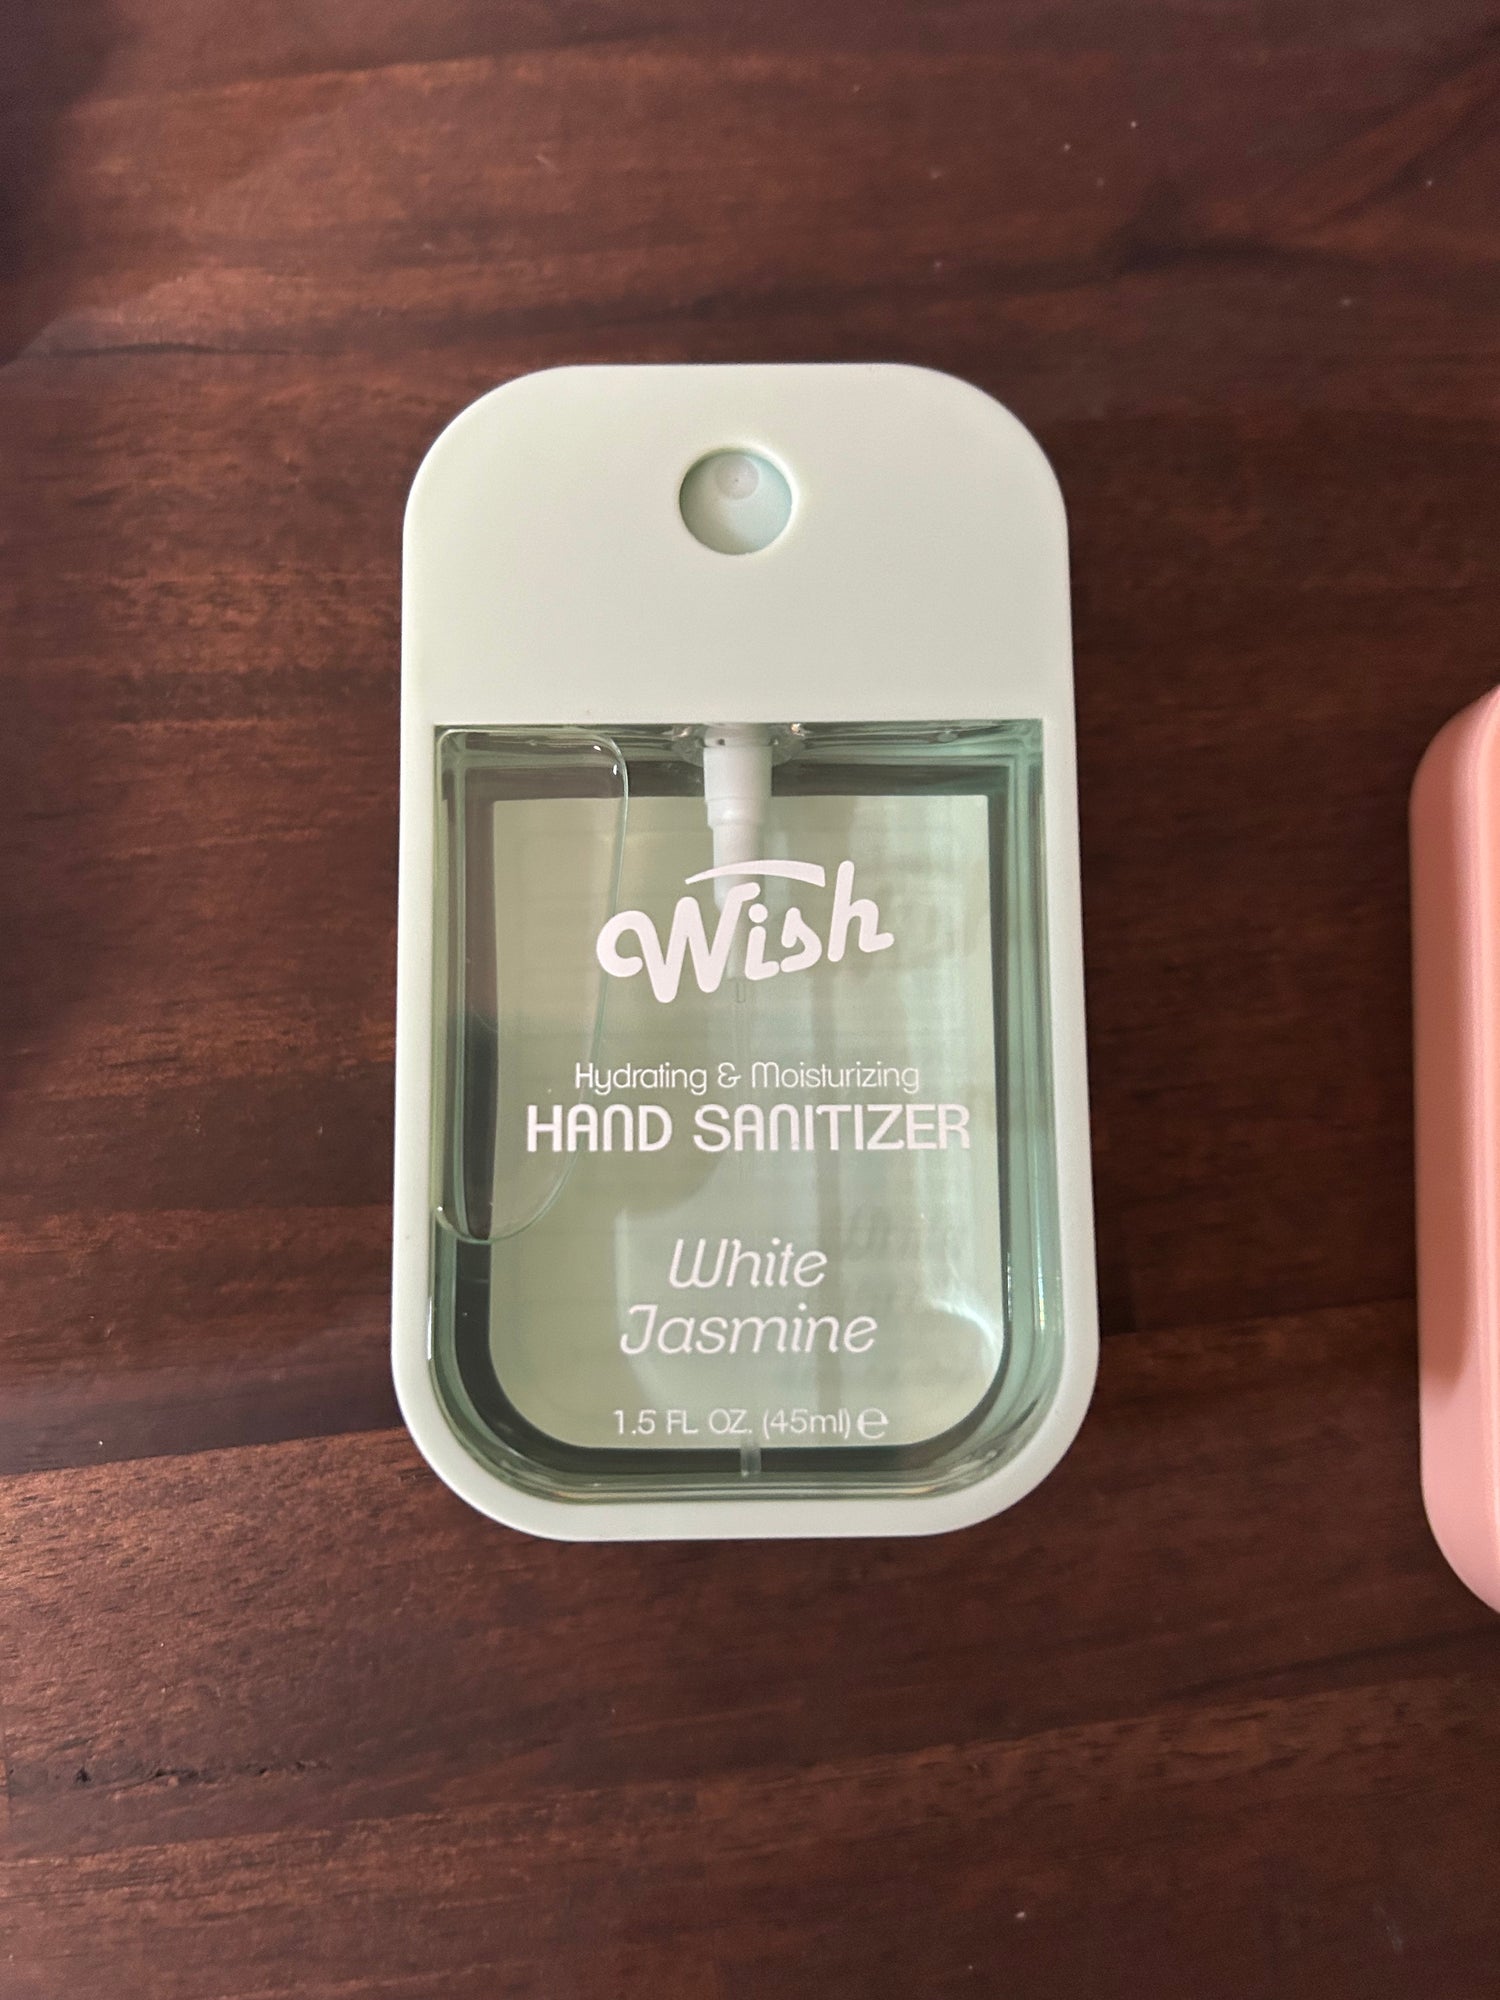 Wish
Hydrating & Moisturizing
HAND SANITIZER
White
Jasmine
1.5 FL OZ. (45ml) ℮